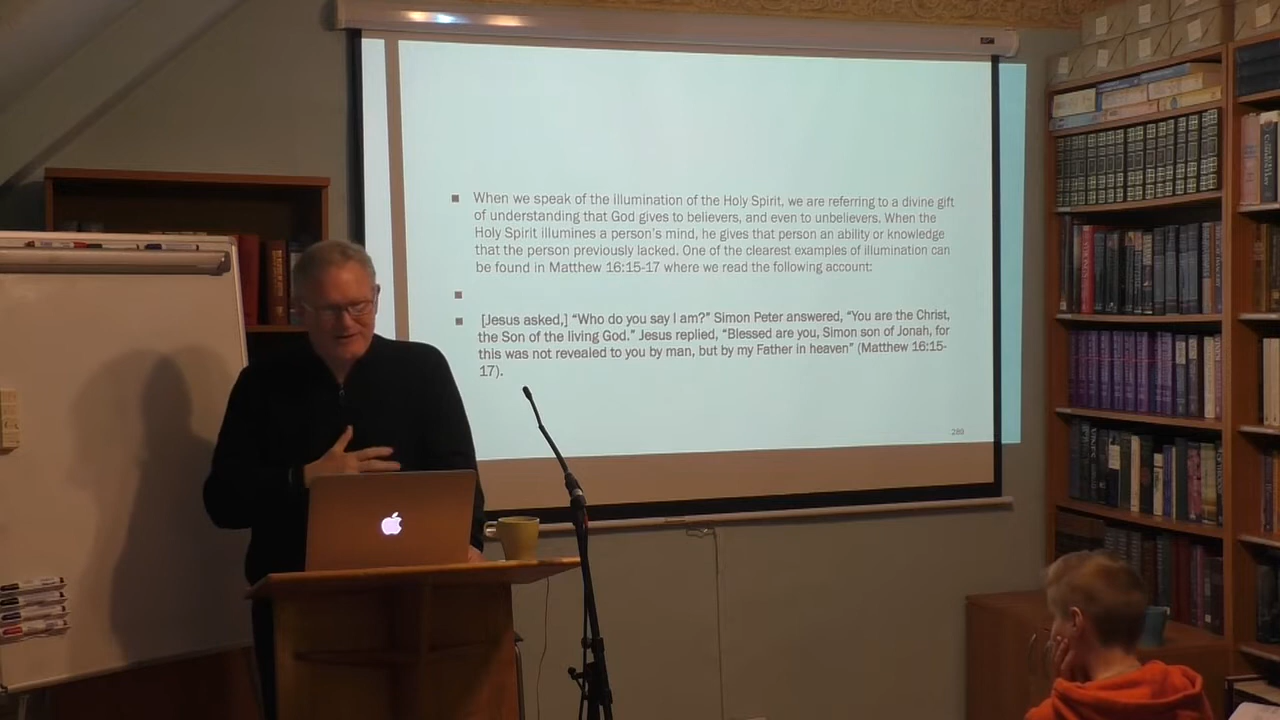 When we speak of the illumination of the Holy Spirit, we are referring to a divine gift
of understanding that God gives to believers, and even to unbelievers. When the
Holy Spirit illumines a person's mind, he gives that person an ability or knowledge
that the person previously lacked. One of the clearest examples of illumination can
be found in Matthew 16:15-17 where we read the following account:
[Jesus asked,] “Who do you say I am?” Simon Peter answered, “You are the Christ,
the Son of the living God.” Jesus replied, “Blessed are you, Simon son of Jonah, for
this was not revealed to you by man, but by my Father in heaven” (Matthew 16:15-
17).